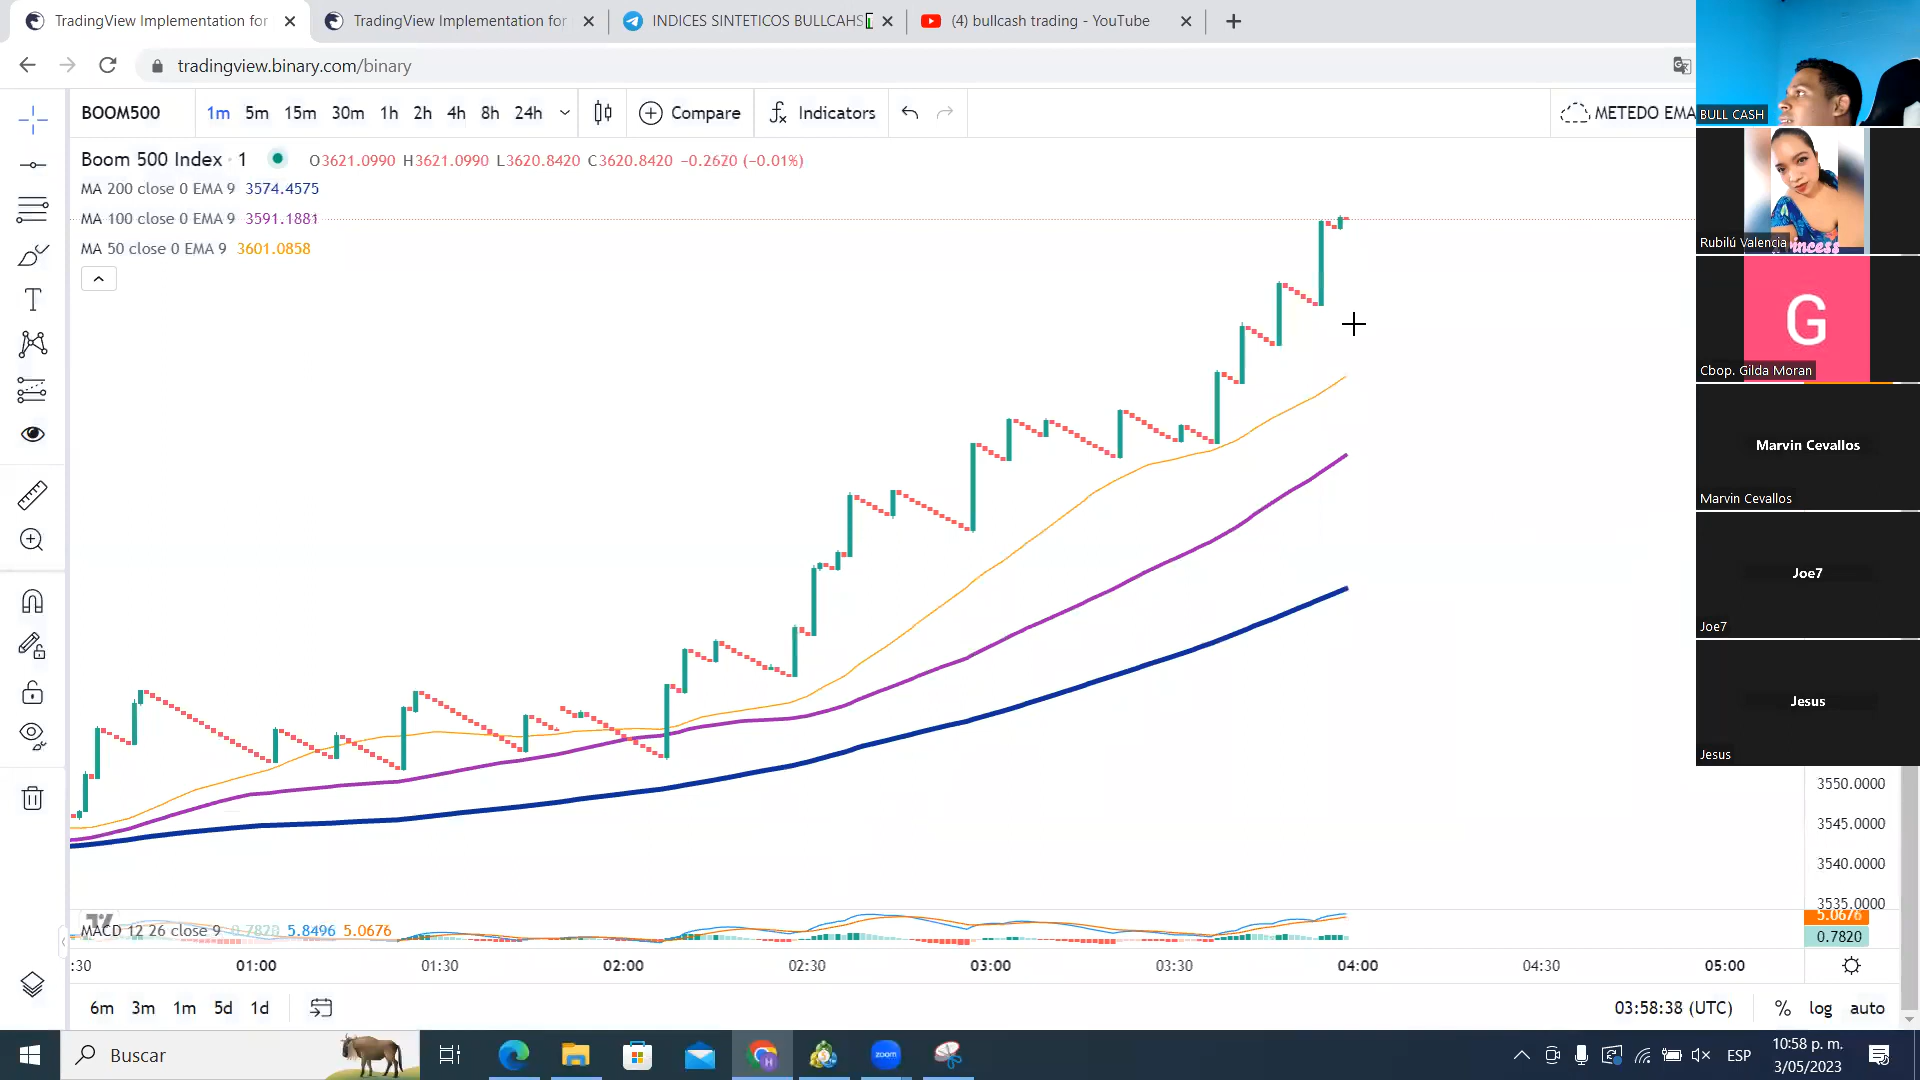 TradingView Implementation for
TradingView Implementation for
INDICES SINTETICOS BULLCAHS
(4) bullcash trading - YouTube
tradingview.binary.com/binary
BOOM500
1m 5m 15m 30m 1h 2h 4h 8h 24h
Compare
Indicators
METEDO EMA
Boom 500 Index · 1
O3621.0990 H3621.0990 L3620.8420 C3620.8420 −0.2620 (−0.01%)
MA 200 close 0 EMA 9 3574.4575
MA 100 close 0 EMA 9 3591.1881
MA 50 close 0 EMA 9 3601.0858
BULL CASH
Rubilú Valencia
incess
G
Cbop. Gilda Moran
Marvin Cevallos
Marvin Cevallos
Joe7
Joe7
Jesus
Jesus
3550.0000
3545.0000
3540.0000
3535.0000
5.0676
0.7820
MACD 12 26 close 9 0.7820 5.8496 5.0676
:30 01:00 01:30 02:00 02:30 03:00 03:30 04:00 04:30 05:00
6m 3m 1m 5d 1d
03:58:38 (UTC)
% log auto
Buscar
zoom
ESP
10:58 p. m.
3/05/2023